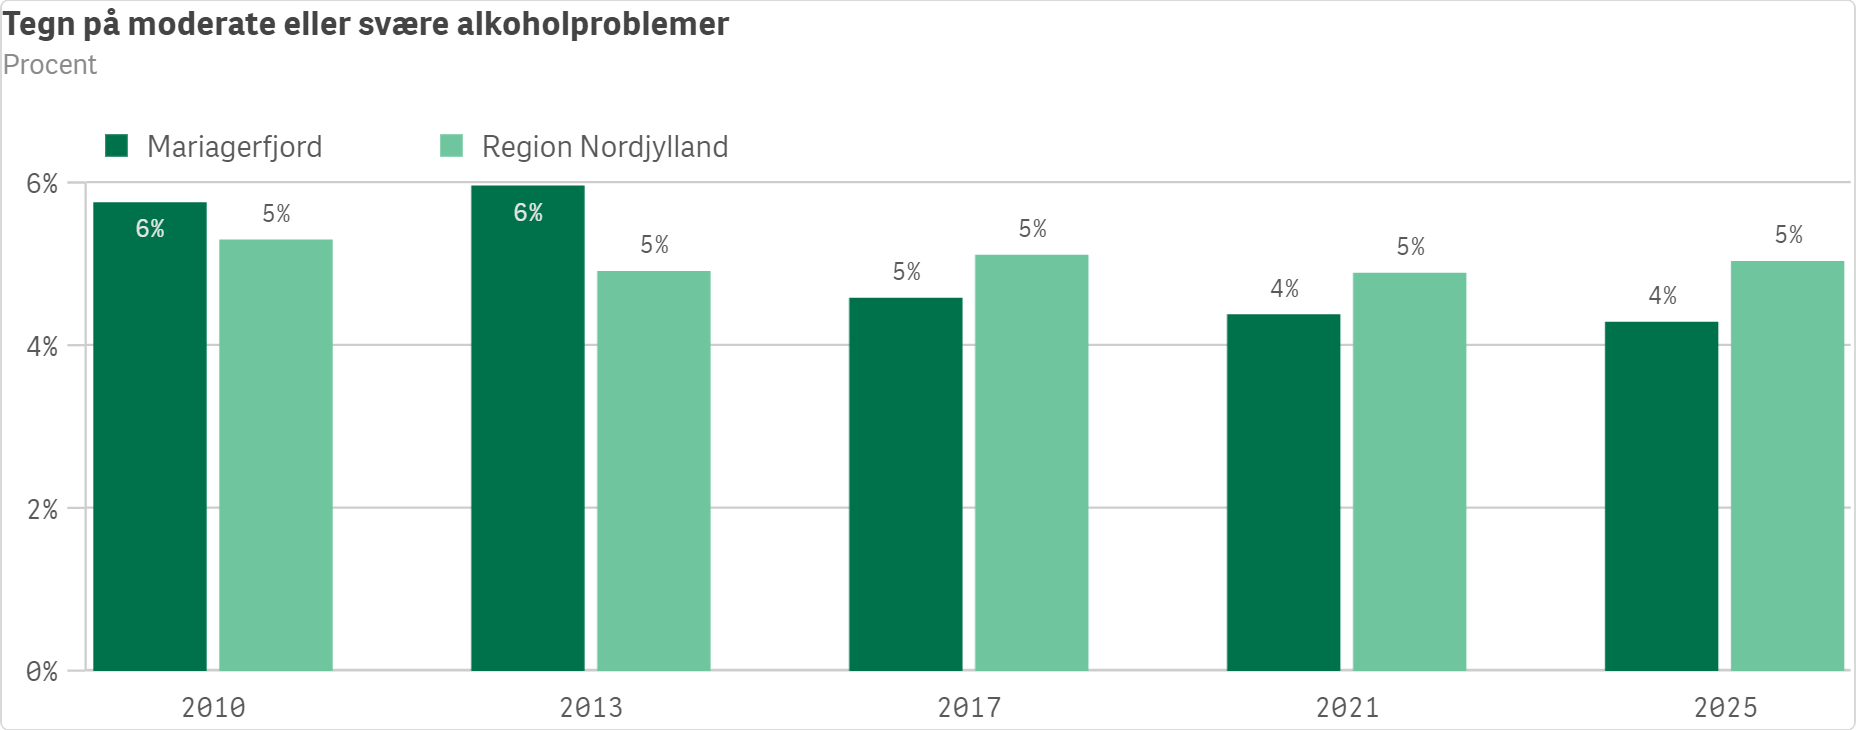 Tegn på moderate eller svære alkoholproblemer
Procent
Mariagerfjord Region Nordjylland
6%
4%
2%
0%
6% 5% 6% 5% 5% 5% 4% 5% 4% 5%
2010 2013 2017 2021 2025